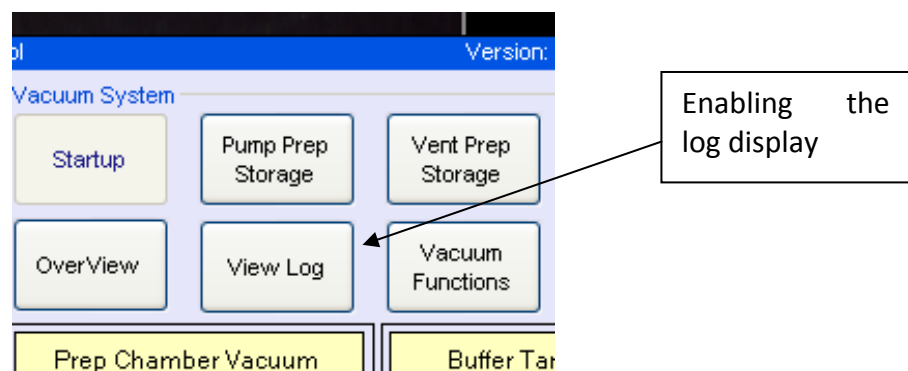 ol Version:
Vacuum System
Startup
Pump Prep
Storage
Vent Prep
Storage
OverView
View Log
Vacuum
Functions
Prep Chamber Vacuum
Buffer Tan
Enabling the
log display